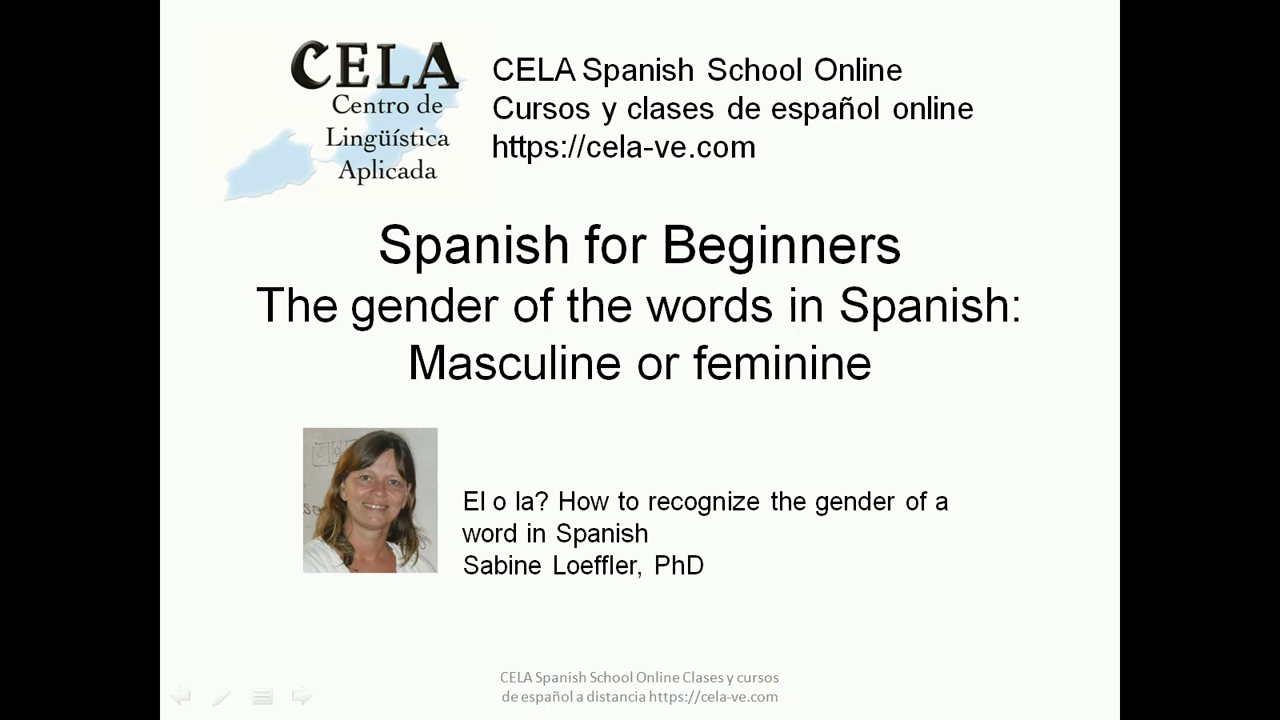 CELA
Centro de
Lingüística
Aplicada
CELA Spanish School Online
Cursos y clases de español online
https://cela-ve.com
Spanish for Beginners
The gender of the words in Spanish:
Masculine or feminine
El o la? How to recognize the gender of a
word in Spanish
Sabine Loeffler, PhD
CELA Spanish School Online Clases y cursos
de español a distancia https://cela-ve.com